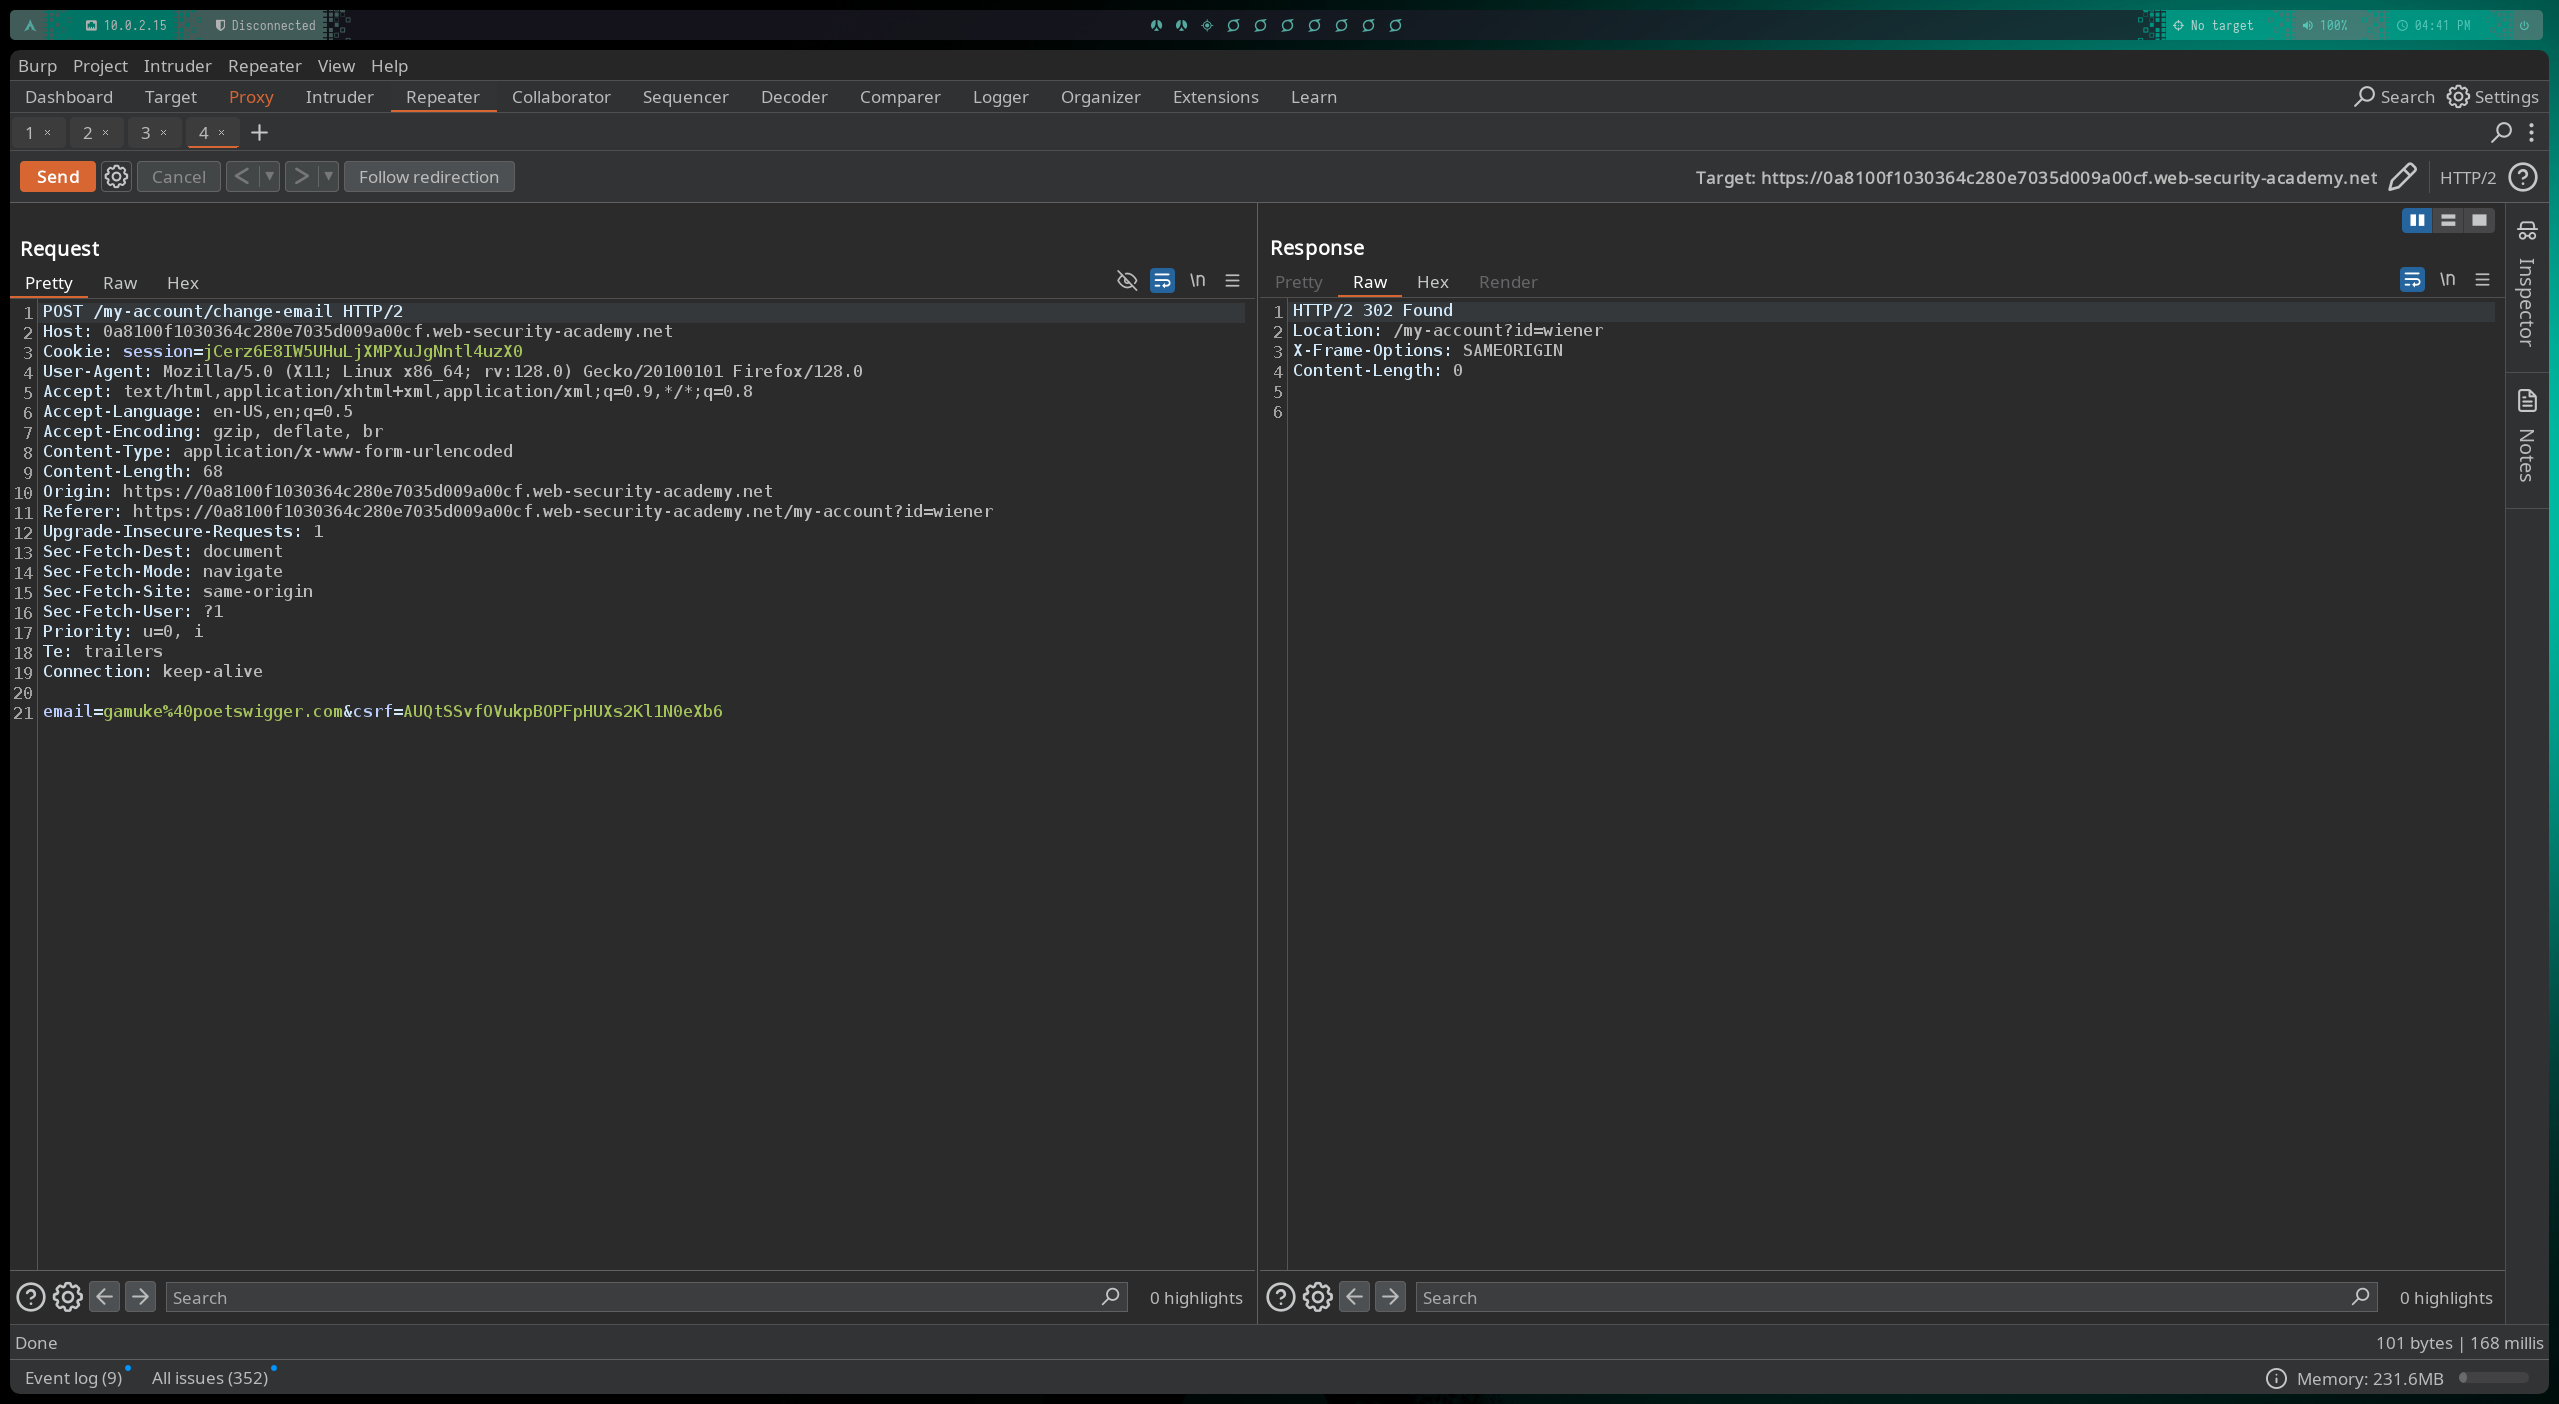 10.0.2.15 Disconnected No target 100% 04:41 PM
Burp Project Intruder Repeater View Help
Dashboard Target Proxy Intruder Repeater Collaborator Sequencer Decoder Comparer Logger Organizer Extensions Learn Search Settings
1 × 2 × 3 × 4 × +
Send Cancel < > Follow redirection Target: https://0a8100f1030364c280e7035d009a00cf.web-security-academy.net HTTP/2
Request
Pretty Raw Hex \n
1 POST /my-account/change-email HTTP/2
2 Host: 0a8100f1030364c280e7035d009a00cf.web-security-academy.net
3 Cookie: session=jCerz6E8IW5UHuLjXMPXuJgNntl4uzX0
4 User-Agent: Mozilla/5.0 (X11; Linux x86_64; rv:128.0) Gecko/20100101 Firefox/128.0
5 Accept: text/html,application/xhtml+xml,application/xml;q=0.9,*/*;q=0.8
6 Accept-Language: en-US,en;q=0.5
7 Accept-Encoding: gzip, deflate, br
8 Content-Type: application/x-www-form-urlencoded
9 Content-Length: 68
10 Origin: https://0a8100f1030364c280e7035d009a00cf.web-security-academy.net
11 Referer: https://0a8100f1030364c280e7035d009a00cf.web-security-academy.net/my-account?id=wiener
12 Upgrade-Insecure-Requests: 1
13 Sec-Fetch-Dest: document
14 Sec-Fetch-Mode: navigate
15 Sec-Fetch-Site: same-origin
16 Sec-Fetch-User: ?1
17 Priority: u=0, i
18 Te: trailers
19 Connection: keep-alive
20
21 email=gamuke%40poetswigger.com&csrf=AUQtSSvfOVukpBOPFpHUXs2Kl1N0eXb6
Search 0 highlights
Response
Pretty Raw Hex Render \n
1 HTTP/2 302 Found
2 Location: /my-account?id=wiener
3 X-Frame-Options: SAMEORIGIN
4 Content-Length: 0
5
6
Search 0 highlights
Inspector
Notes
Done 101 bytes | 168 millis
Event log (9) All issues (352) Memory: 231.6MB